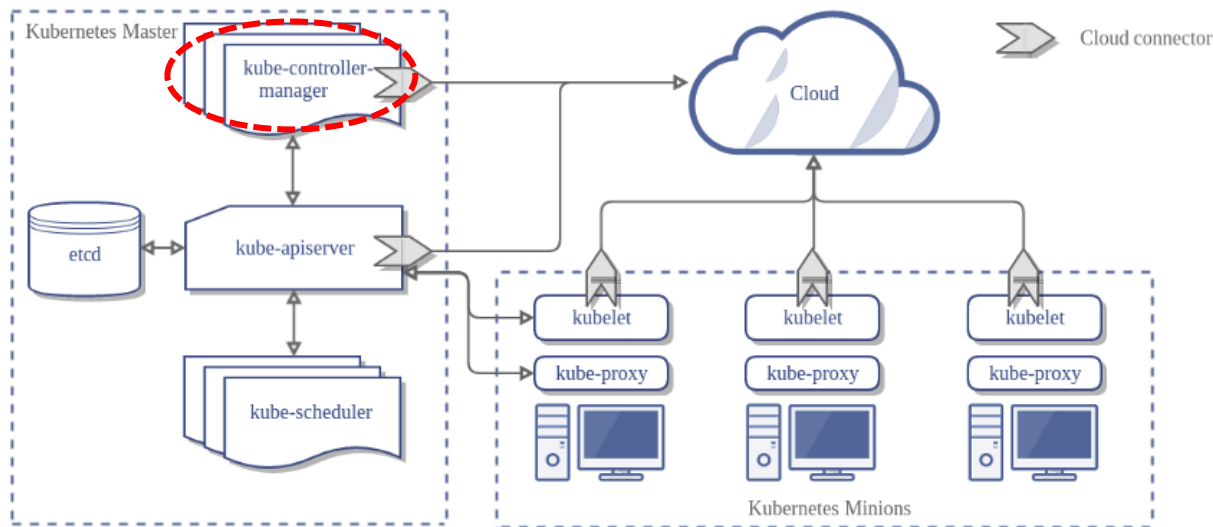 Kubernetes Master
kube-controller-
manager
Cloud
Cloud connector
etcd
kube-apiserver
kube-scheduler
kubelet
kubelet
kubelet
kube-proxy
kube-proxy
kube-proxy
Kubernetes Minions